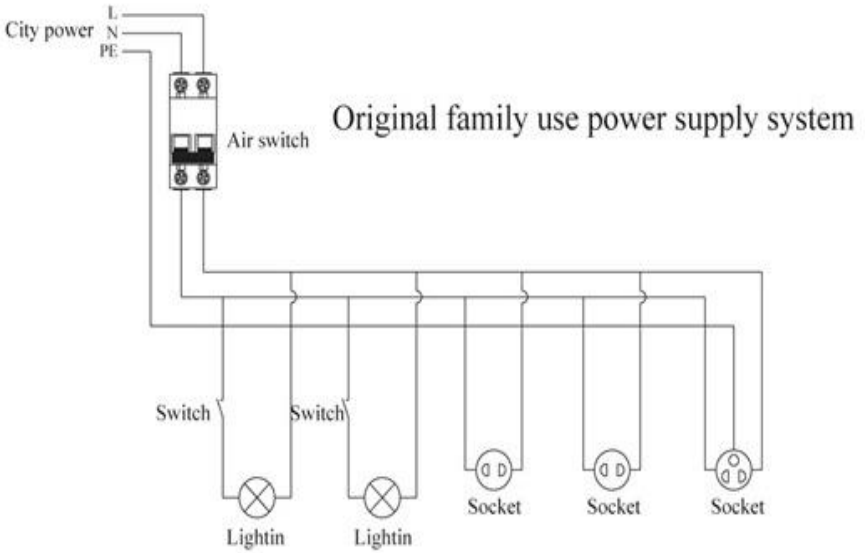 L
City power N
PE
Original family use power supply system
Air switch
Switch
Switch
Socket
Socket
Socket
Lightin
Lightin